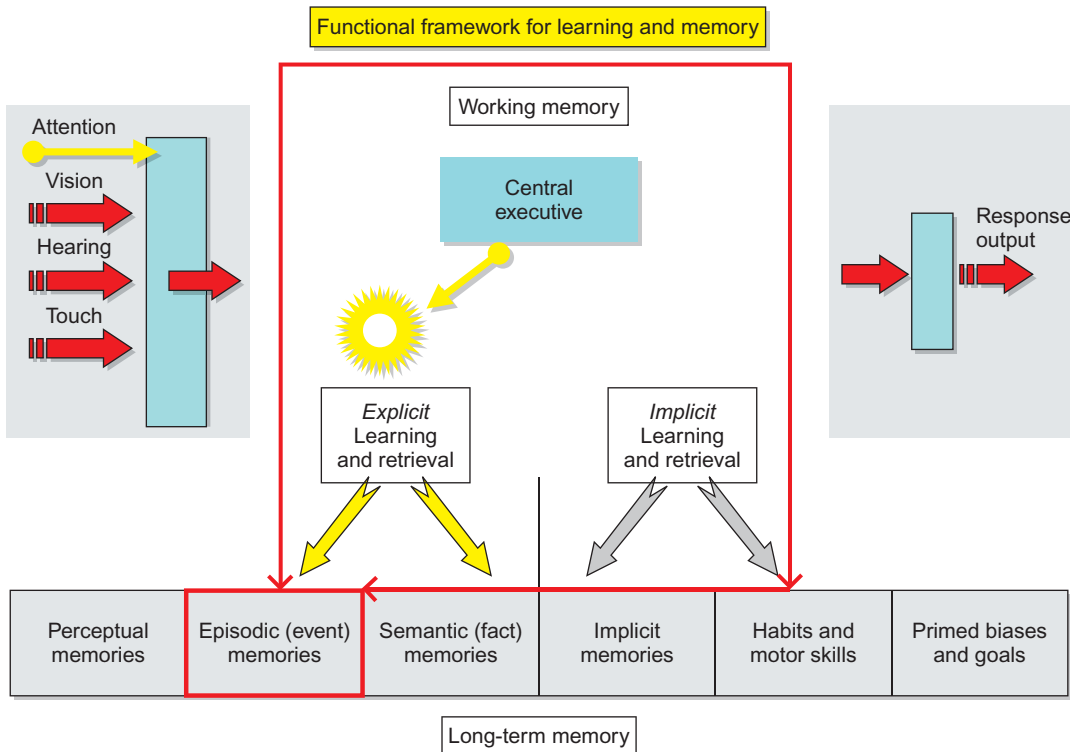 Functional framework for learning and memory
Working memory
Attention
Vision
Hearing
Touch
Central
executive
Response
output
Explicit
Learning
and retrieval
Implicit
Learning
and retrieval
Perceptual
memories
Episodic (event)
memories
Semantic (fact)
memories
Implicit
memories
Habits and
motor skills
Primed biases
and goals
Long-term memory